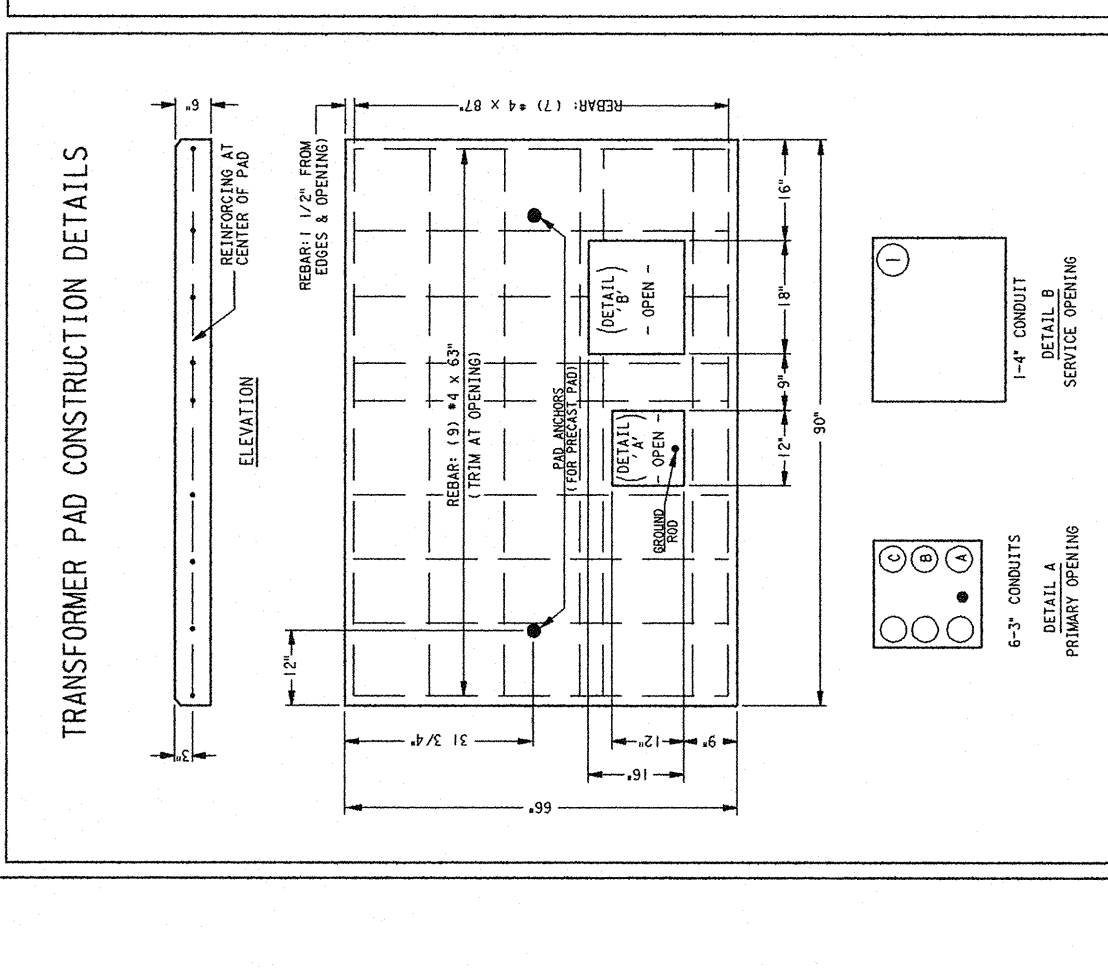 TRANSFORMER PAD CONSTRUCTION DETAILS
6"
3"
REINFORCING AT
CENTER OF PAD
ELEVATION
REBAR: 1 1/2" FROM
EDGES & OPENING)
REBAR: (7) #4 X 87"
12"
REBAR: (9) #4 x 63"
(TRIM AT OPENING)
PAD ANCHORS
(FOR PRECAST PAD)
(DETAIL
'B')
- OPEN -
(DETAIL
'A')
- OPEN -
GROUND
ROD
31 3/4"
12"
9"
16"
66"
12"
9"
18"
16"
90"
C
B
A
6-3" CONDUITS
DETAIL A
PRIMARY OPENING
1
1-4" CONDUIT
DETAIL B
SERVICE OPENING